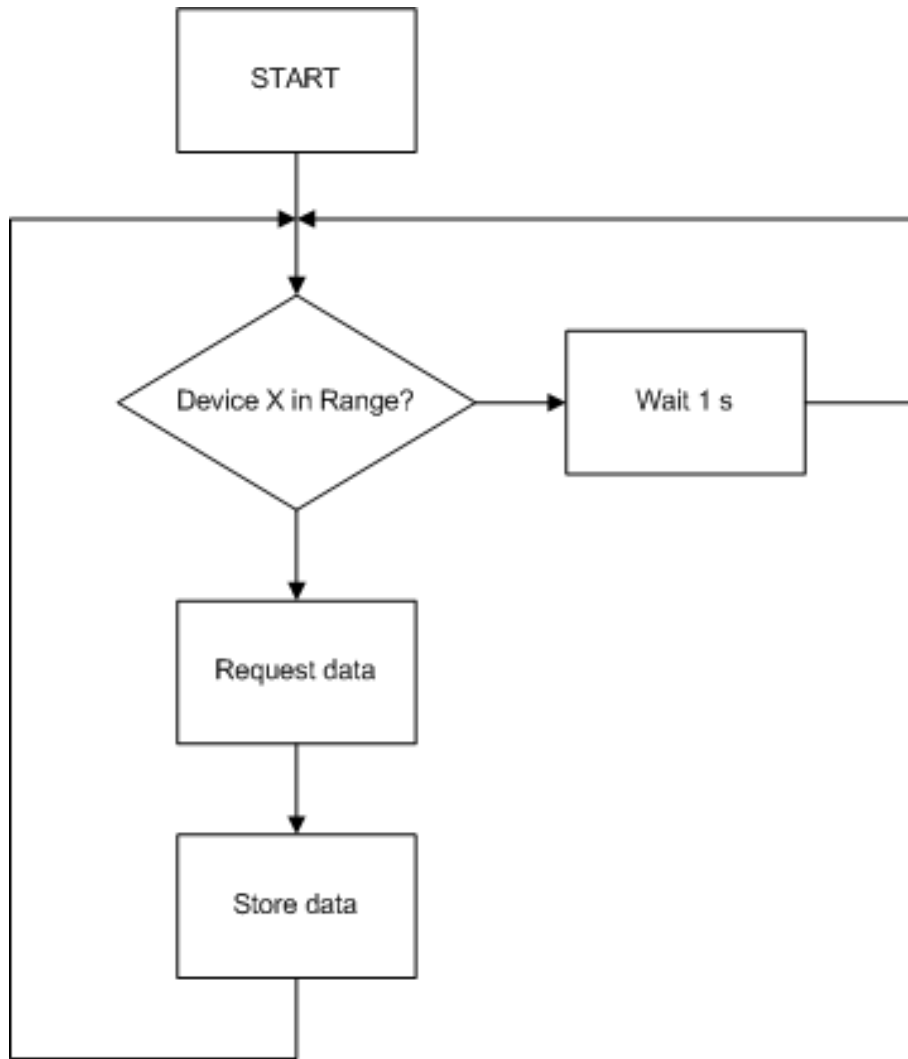 START
Device X in Range?
Wait 1 s
Request data
Store data